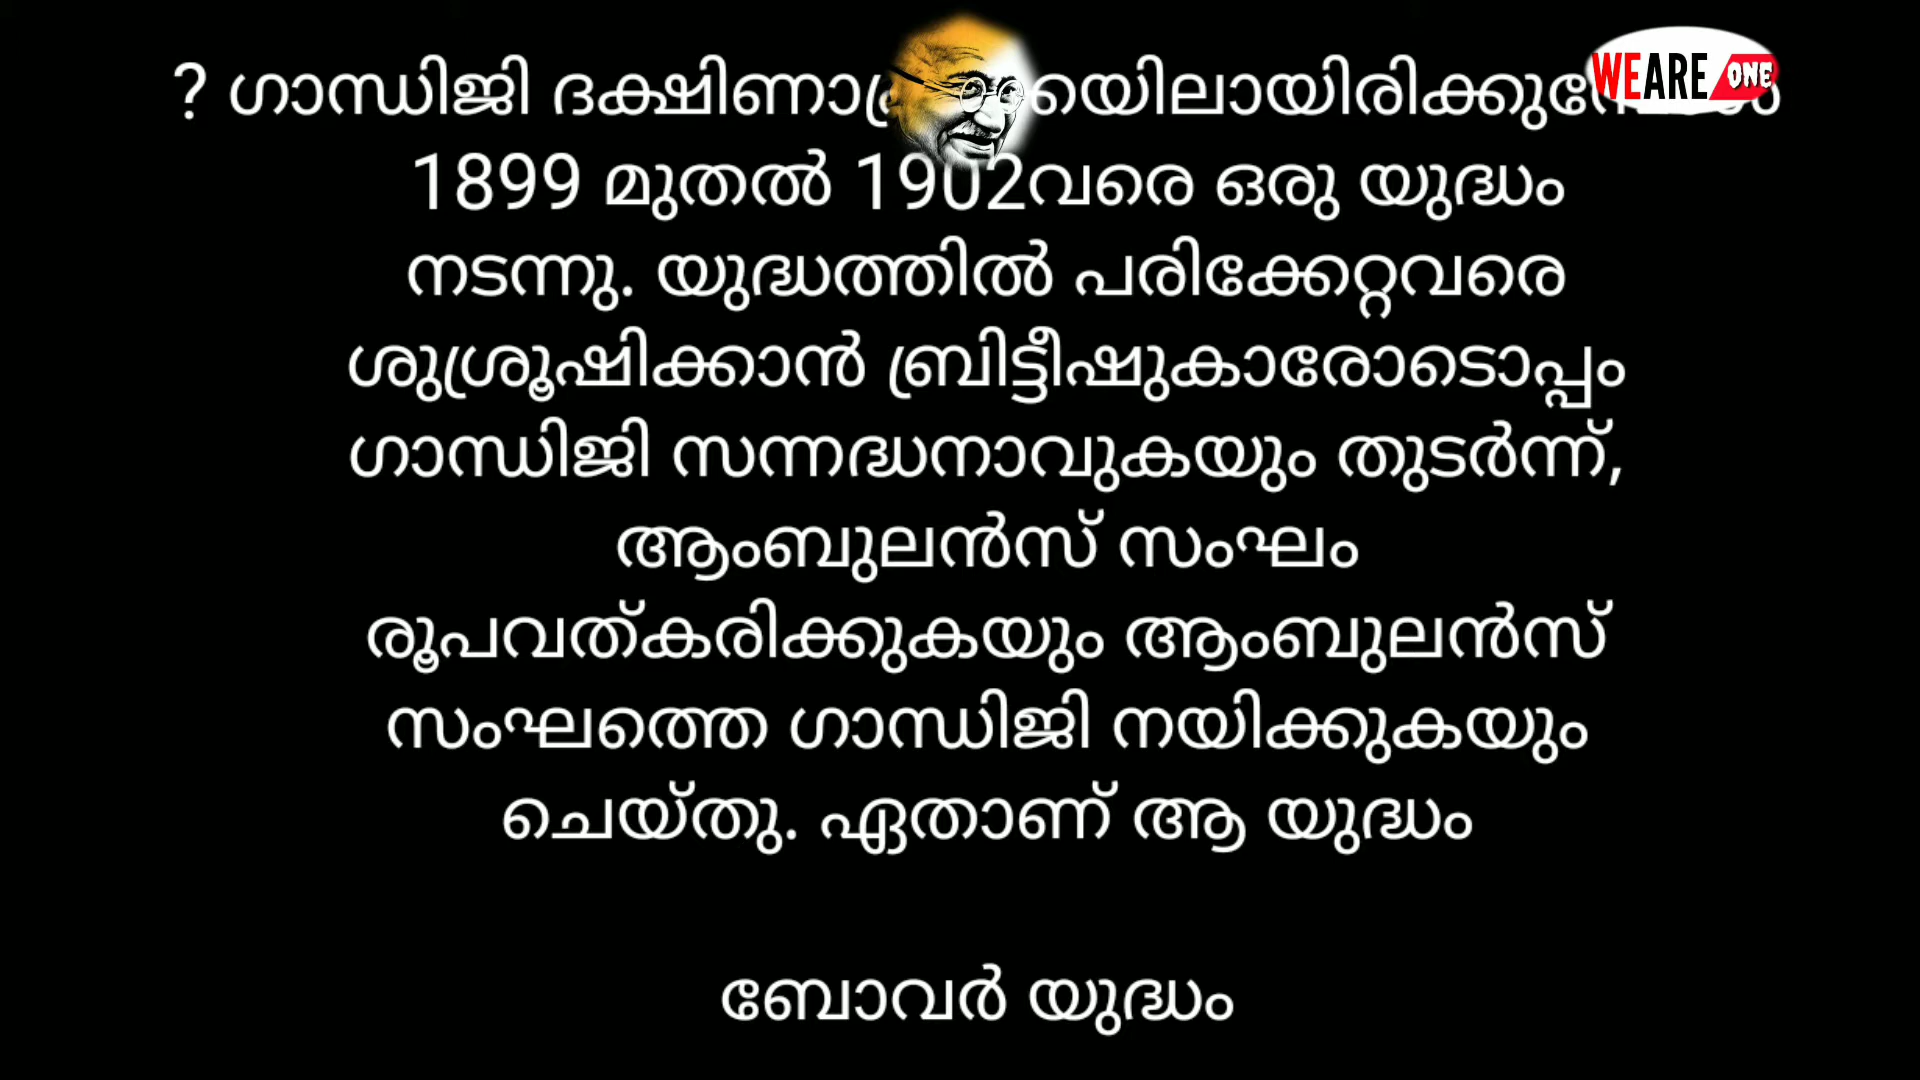 ? ഗാന്ധിജി
WEARE ONE
1899 മുതൽ 1902വരെ ഒരു യുദ്ധം
നടന്നു. യുദ്ധത്തിൽ പരിക്കേറ്റവരെ
ശുശ്രൂഷിക്കാൻ ബ്രിട്ടീഷുകാരോടൊപ്പം
ഗാന്ധിജി സന്നദ്ധനാവുകയും തുടർന്ന്,
ആംബുലൻസ് സംഘം
രൂപവത്കരിക്കുകയും ആംബുലൻസ്
സംഘത്തെ ഗാന്ധിജി നയിക്കുകയും
ചെയ്തു. ഏതാണ് ആ യുദ്ധം
ബോവർ യുദ്ധം